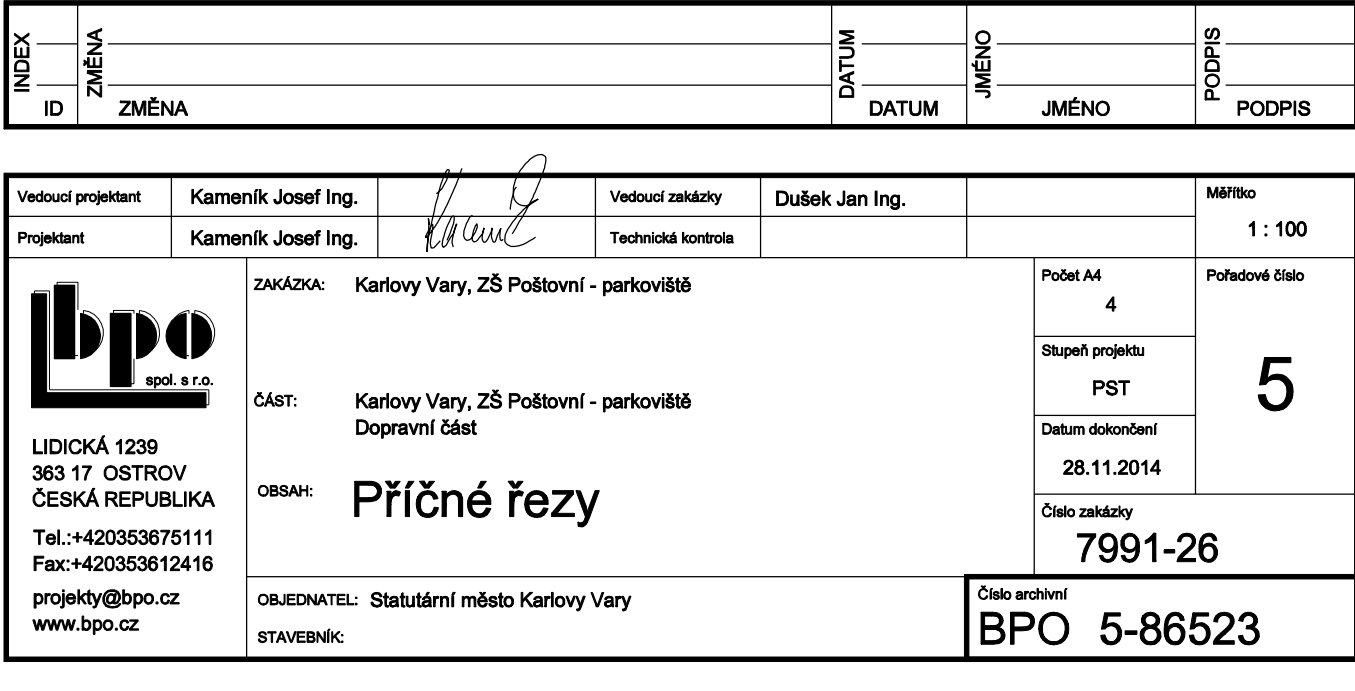 INDEX ZMĚNA DATUM JMÉNO PODPIS
ID ZMĚNA DATUM JMÉNO PODPIS
Vedoucí projektant Kameník Josef Ing. Vedoucí zakázky Dušek Jan Ing. Měřítko
1 : 100
Projektant Kameník Josef Ing. Technická kontrola
bpo
spol. s r.o.
LIDICKÁ 1239
363 17 OSTROV
ČESKÁ REPUBLIKA
Tel.:+420353675111
Fax:+420353612416
projekty@bpo.cz
www.bpo.cz
ZAKÁZKA: Karlovy Vary, ZŠ Poštovní - parkoviště
ČÁST: Karlovy Vary, ZŠ Poštovní - parkoviště
Dopravní část
OBSAH: Příčné řezy
OBJEDNATEL: Statutární město Karlovy Vary
STAVEBNÍK:
Počet A4
4
Stupeň projektu
PST
Datum dokončení
28.11.2014
Pořadové číslo
5
Číslo zakázky
7991-26
Číslo archivní
BPO 5-86523